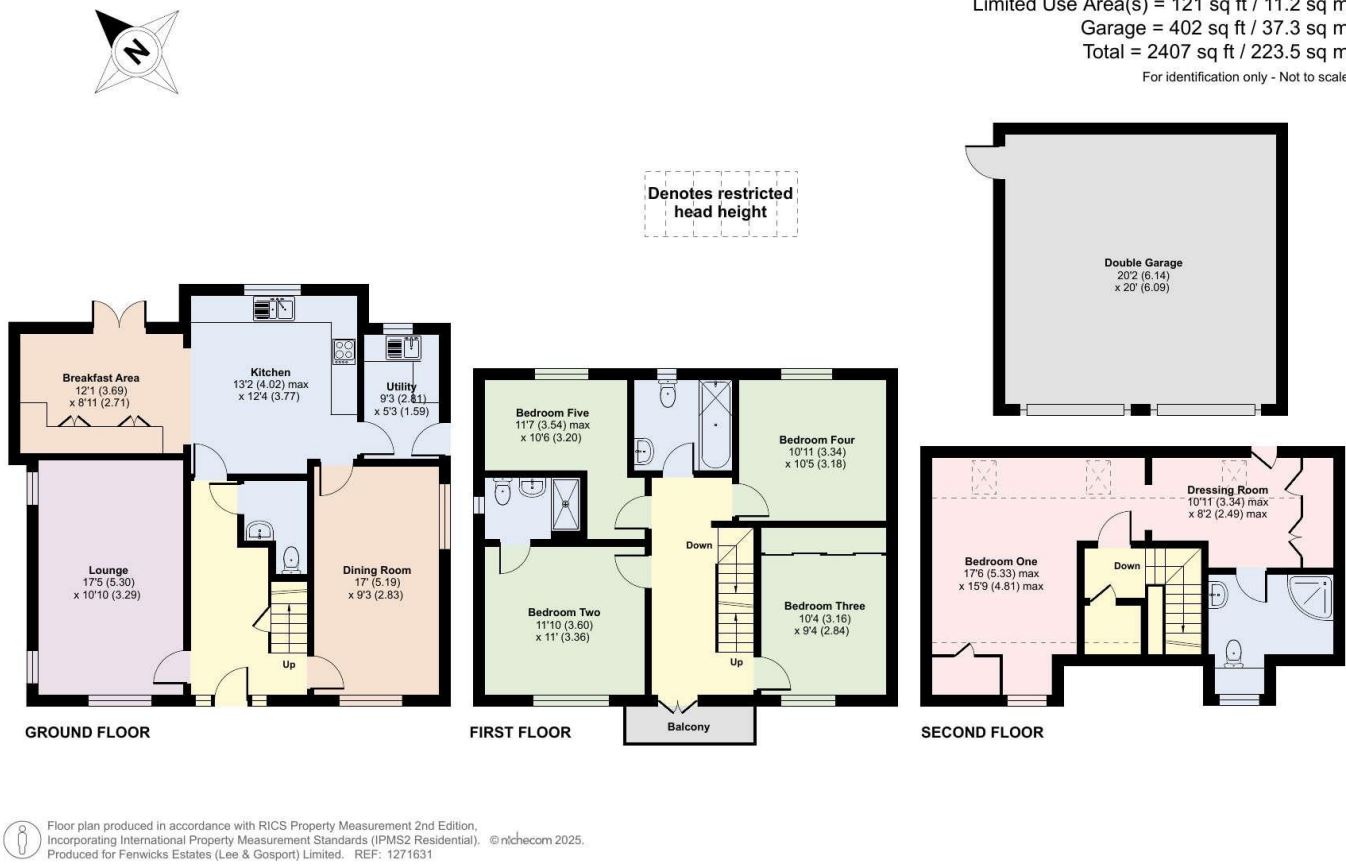 Limited Use Area(s) = 121 sq ft / 11.2 sq m
Garage = 402 sq ft / 37.3 sq m
Total = 2407 sq ft / 223.5 sq m
For identification only - Not to scale
N
Denotes restricted
head height
Double Garage
20'2 (6.14)
x 20' (6.09)
Breakfast Area
12'1 (3.69)
x 8'11 (2.71)
Kitchen
13'2 (4.02) max
x 12'4 (3.77)
Utility
9'3 (2.81)
x 5'3 (1.59)
Lounge
17'5 (5.30)
x 10'10 (3.29)
Dining Room
17' (5.19)
x 9'3 (2.83)
Up
GROUND FLOOR
Bedroom Five
11'7 (3.54) max
x 10'6 (3.20)
Bedroom Four
10'11 (3.34)
x 10'5 (3.18)
Down
Bedroom Two
11'10 (3.60)
x 11' (3.36)
Bedroom Three
10'4 (3.16)
x 9'4 (2.84)
Up
Balcony
FIRST FLOOR
Dressing Room
10'11 (3.34) max
x 8'2 (2.49) max
Bedroom One
17'6 (5.33) max
x 15'9 (4.81) max
Down
SECOND FLOOR
Floor plan produced in accordance with RICS Property Measurement 2nd Edition,
Incorporating International Property Measurement Standards (IPMS2 Residential). © nichecom 2025.
Produced for Fenwicks Estates (Lee & Gosport) Limited. REF: 1271631